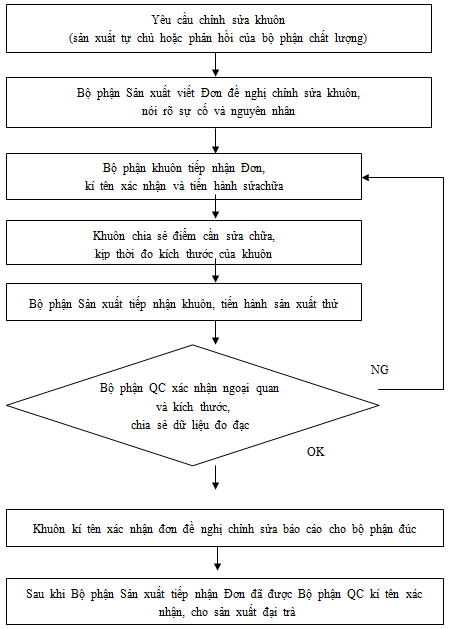 Yêu cầu chỉnh sửa khuôn
(sản xuất tự chủ hoặc phản hồi của bộ phận chất lượng)
Bộ phận Sản xuất viết Đơn đề nghị chỉnh sửa khuôn,
nói rõ sự cố và nguyên nhân
Bộ phận khuôn tiếp nhận Đơn,
kí tên xác nhận và tiến hành sửachữa
Khuôn chia sẻ điểm cần sửa chữa,
kịp thời đo kích thước của khuôn
Bộ phận Sản xuất tiếp nhận khuôn, tiến hành sản xuất thử
NG
Bộ phận QC xác nhận ngoại quan
và kích thước,
chia sẻ dữ liệu đo đạc
OK
Khuôn kí tên xác nhận đơn đề nghị chỉnh sửa báo cáo cho bộ phận đúc
Sau khi Bộ phận Sản xuất tiếp nhận Đơn đã được Bộ phận QC kí tên xác
nhận, cho sản xuất đại trà